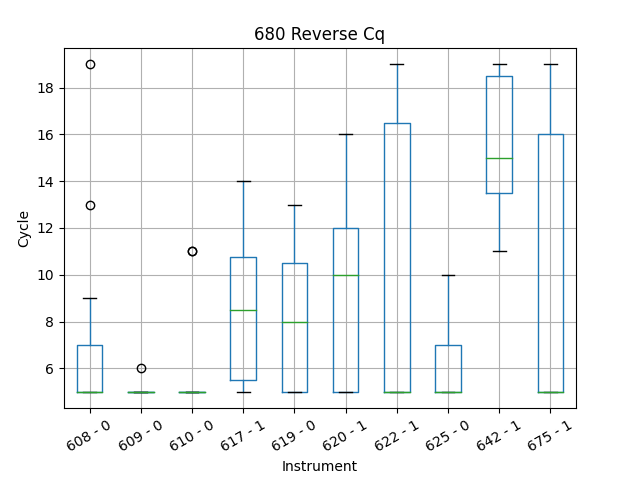 680 Reverse Cq
18
16
14
12
10
8
6
Cycle
608 - 0
609 - 0
610 - 0
617 - 1
619 - 0
620 - 1
622 - 1
625 - 0
642 - 1
675 - 1
Instrument